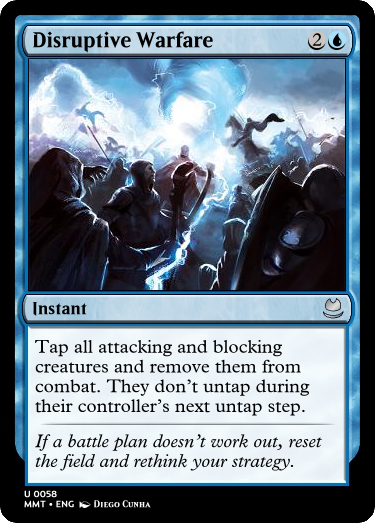 Disruptive Warfare 2
Instant
Tap all attacking and blocking
creatures and remove them from
combat. They don't untap during
their controller's next untap step.
If a battle plan doesn't work out, reset
the field and rethink your strategy.
U 0058
MMT • ENG Diego Cunha